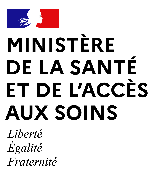 MINISTÈRE
DE LA SANTÉ
ET DE L'ACCÈS
AUX SOINS
Liberté
Égalité
Fraternité